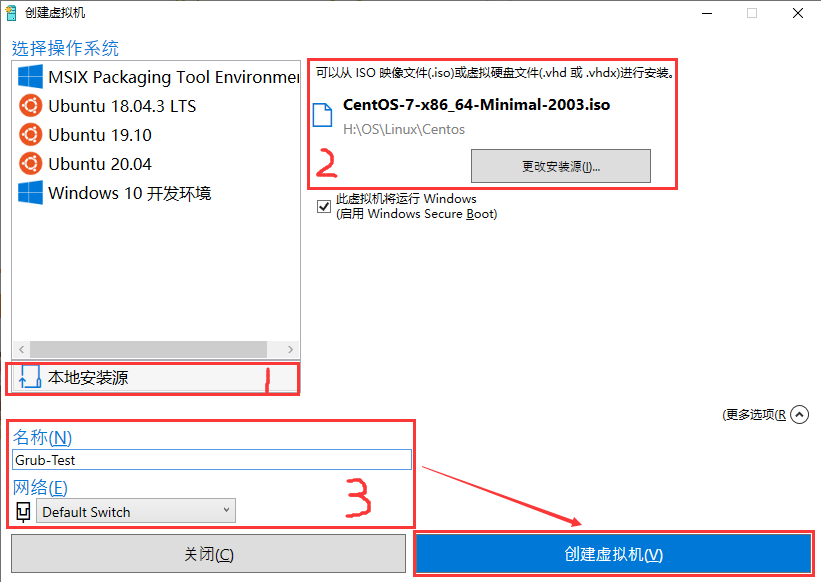 创建虚拟机
选择操作系统
MSIX Packaging Tool Environmen
Ubuntu 18.04.3 LTS
Ubuntu 19.10
Ubuntu 20.04
Windows 10 开发环境
本地安装源
1
可以从 ISO 映像文件(.iso)或虚拟硬盘文件(.vhd 或 .vhdx)进行安装。
CentOS-7-x86_64-Minimal-2003.iso
H:\OS\Linux\Centos
2
更改安装源(I)...
此虚拟机将运行 Windows
(启用 Windows Secure Boot)
(更多选项(R
名称(N)
Grub-Test
网络(E)
Default Switch
3
关闭(C)
创建虚拟机(V)